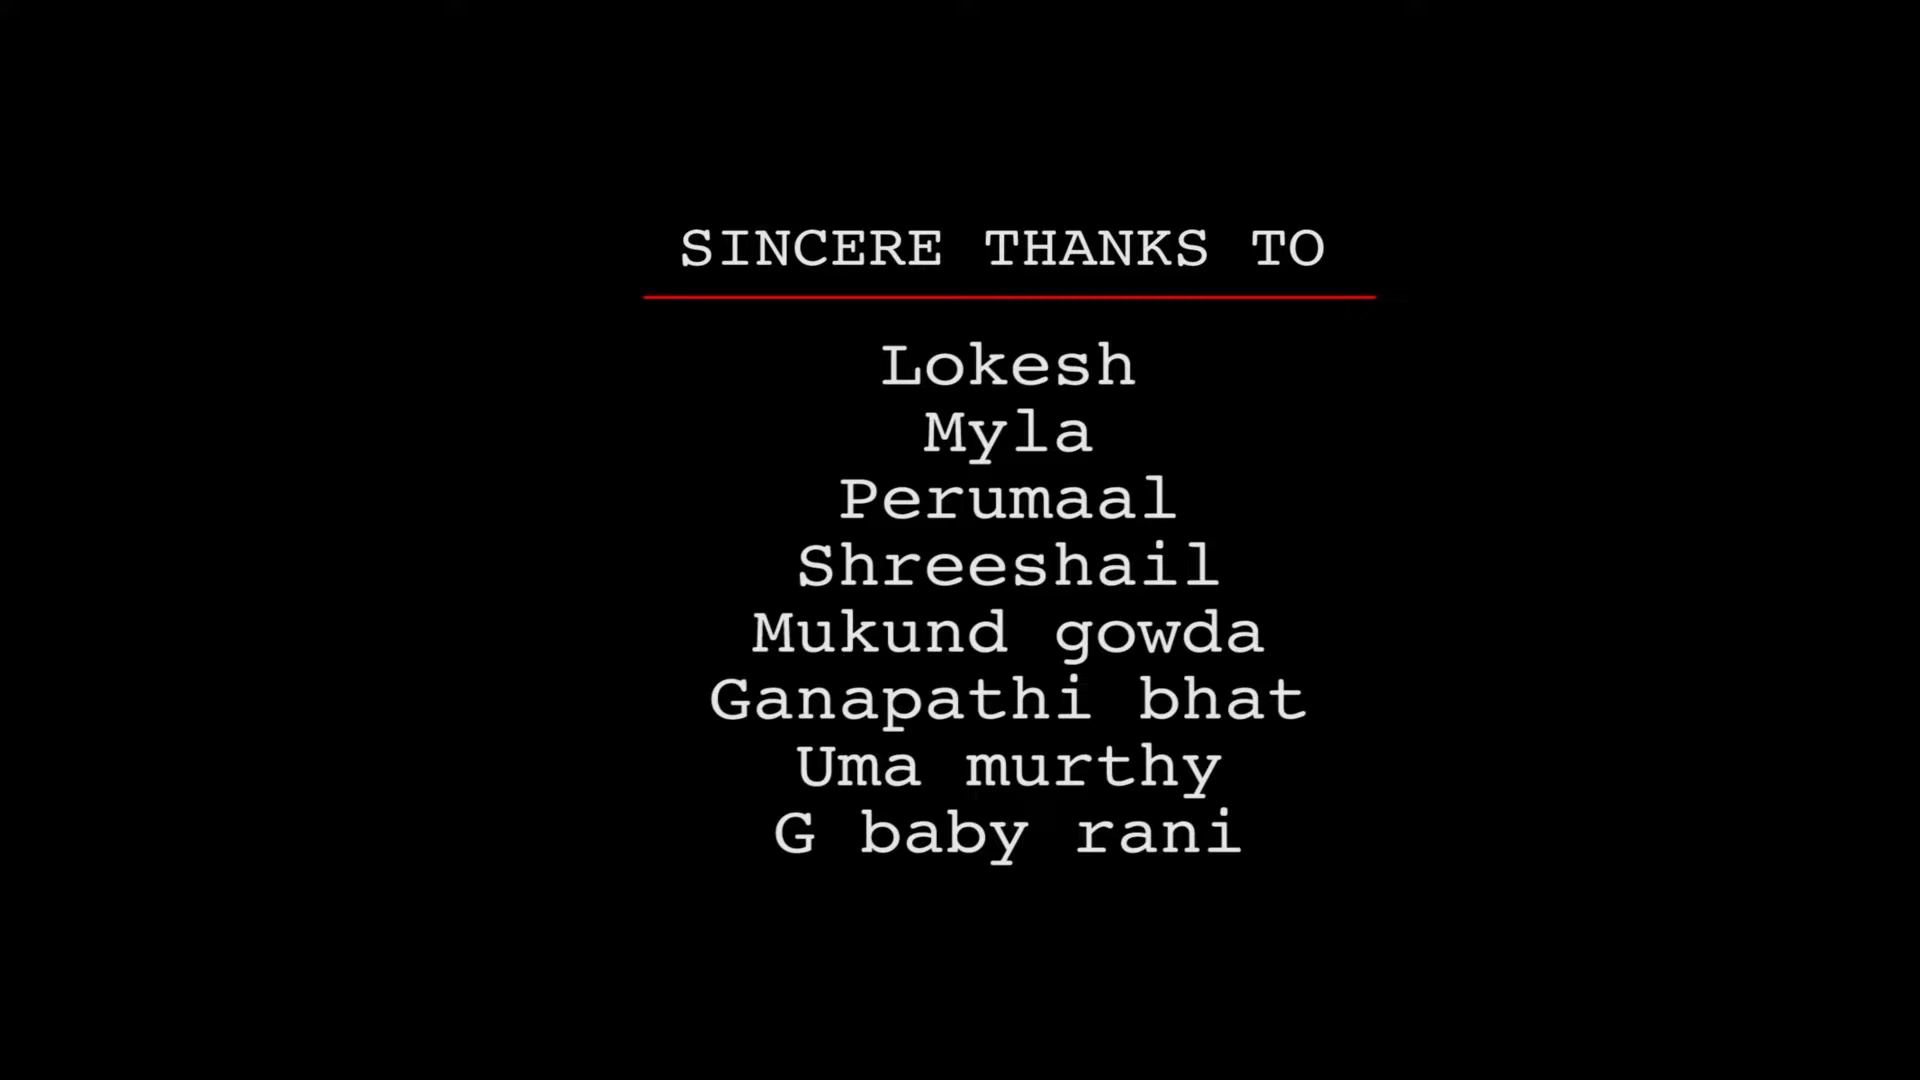 SINCERE THANKS TO
Lokesh
Myla
Perumaal
Shreeshail
Mukund gowda
Ganapathi bhat
Uma murthy
G baby rani